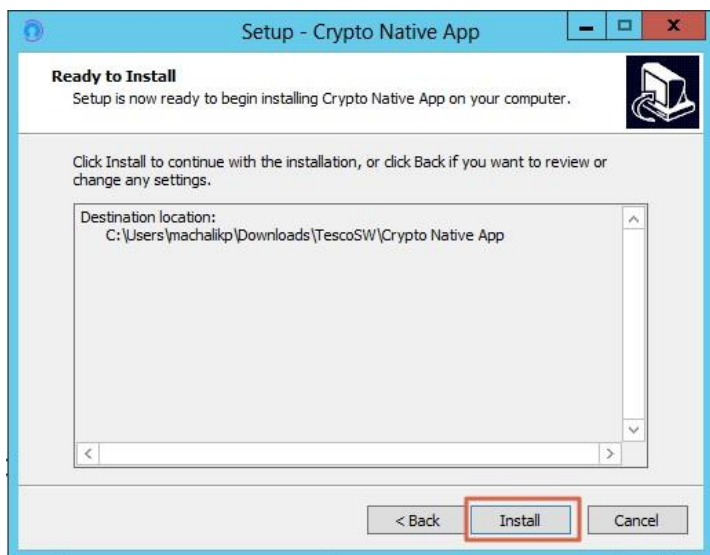 Setup - Crypto Native App
Ready to Install
Setup is now ready to begin installing Crypto Native App on your computer.
Click Install to continue with the installation, or click Back if you want to review or
change any settings.
Destination location:
C:\Users\machalikp\Downloads\TescoSW\Crypto Native App
< Back
Install
Cancel